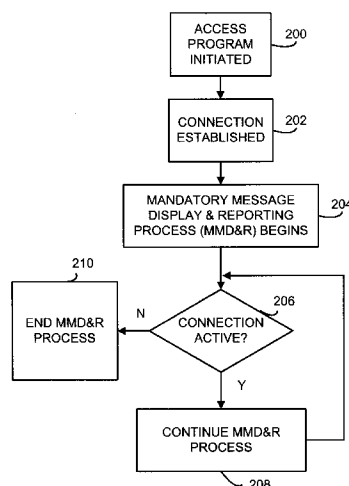 ACCESS
PROGRAM
INITIATED
200
CONNECTION
ESTABLISHED
202
MANDATORY MESSAGE
DISPLAY & REPORTING
PROCESS (MMD&R) BEGINS
204
210
END MMD&R
PROCESS
N
206
CONNECTION
ACTIVE?
Y
CONTINUE MMD&R
PROCESS
208